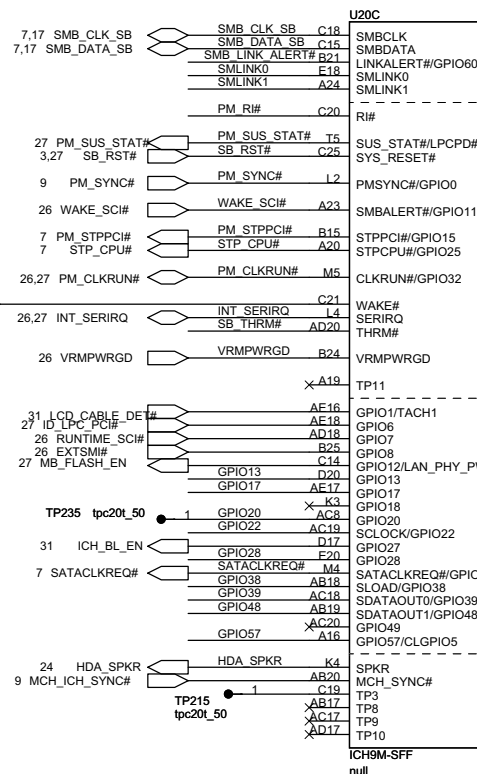 U20C
7,17 SMB_CLK_SB SMB_CLK_SB C18 SMBCLK
7,17 SMB_DATA_SB SMB_DATA_SB C15 SMBDATA
SMB_LINK_ALERT# B21 LINKALERT#/GPIO60
SMLINK0 E18 SMLINK0
SMLINK1 A24 SMLINK1
PM_RI# C20 RI#
27 PM_SUS_STAT# PM_SUS_STAT# T5 SUS_STAT#/LPCPD#
3,27 SB_RST# SB_RST# C25 SYS_RESET#
9 PM_SYNC# PM_SYNC# L2 PMSYNC#/GPIO0
26 WAKE_SCI# WAKE_SCI# A23 SMBALERT#/GPIO11
7 PM_STPPCI# PM_STPPCI# B15 STPPCI#/GPIO15
7 STP_CPU# STP_CPU# A20 STPCPU#/GPIO25
26,27 PM_CLKRUN# PM_CLKRUN# M5 CLKRUN#/GPIO32
C21 WAKE#
26,27 INT_SERIRQ INT_SERIRQ L4 SERIRQ
SB_THRM# AD20 THRM#
26 VRMPWRGD VRMPWRGD B24 VRMPWRGD
A19 TP11
31 LCD_CABLE_DET# AE16 GPIO1/TACH1
27 ID_LPC_PCI# AE18 GPIO6
26 RUNTIME_SCI# AD18 GPIO7
26 EXTSMI# B25 GPIO8
27 MB_FLASH_EN C14 GPIO12/LAN_PHY_PW
GPIO13 D20 GPIO13
GPIO17 AE17 GPIO17
K3 GPIO18
TP235 tpc20t_50 1 GPIO20 AC8 GPIO20
GPIO22 AC19 SCLOCK/GPIO22
31 ICH_BL_EN D17 GPIO27
GPIO28 E20 GPIO28
7 SATACLKREQ# SATACLKREQ# M4 SATACLKREQ#/GPIO
GPIO38 AB18 SLOAD/GPIO38
GPIO39 AC18 SDATAOUT0/GPIO39
GPIO48 AB19 SDATAOUT1/GPIO48
AC20 GPIO49
GPIO57 A16 GPIO57/CLGPIO5
24 HDA_SPKR HDA_SPKR K4 SPKR
9 MCH_ICH_SYNC# AB20 MCH_SYNC#
TP215 1 C19 TP3
tpc20t_50 AB17 TP8
AC17 TP9
AD17 TP10
ICH9M-SFF
null